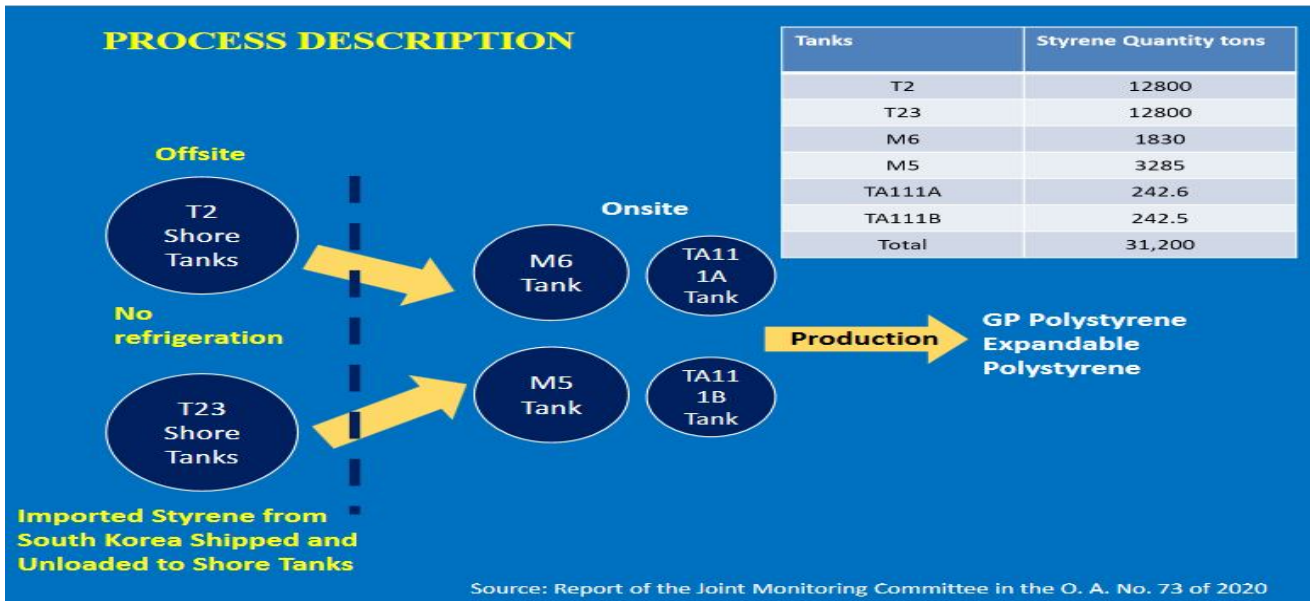 PROCESS DESCRIPTION
Tanks Styrene Quantity tons
T2 12800
T23 12800
M6 1830
M5 3285
TA111A 242.6
TA111B 242.5
Total 31,200
Offsite
T2
Shore
Tanks
No
refrigeration
T23
Shore
Tanks
Imported Styrene from
South Korea Shipped and
Unloaded to Shore Tanks
Onsite
M6
Tank
TA11
1A
Tank
M5
Tank
TA11
1B
Tank
Production
GP Polystyrene
Expandable
Polystyrene
Source: Report of the Joint Monitoring Committee in the O. A. No. 73 of 2020